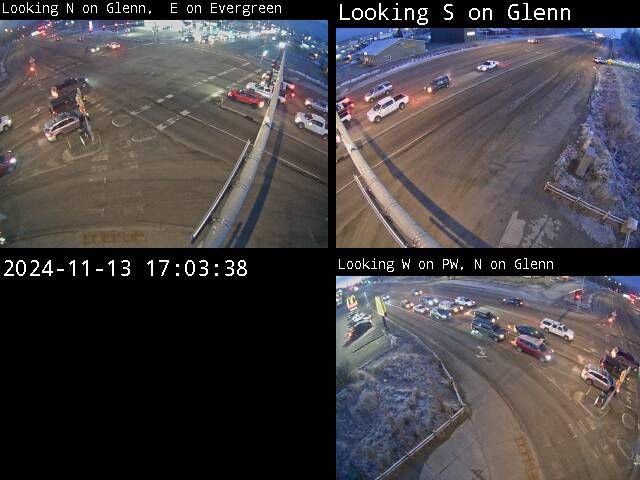 Looking N on Glenn,  E on Evergreen
Looking S on Glenn
2024-11-13 17:03:38
Looking W on PW, N on Glenn